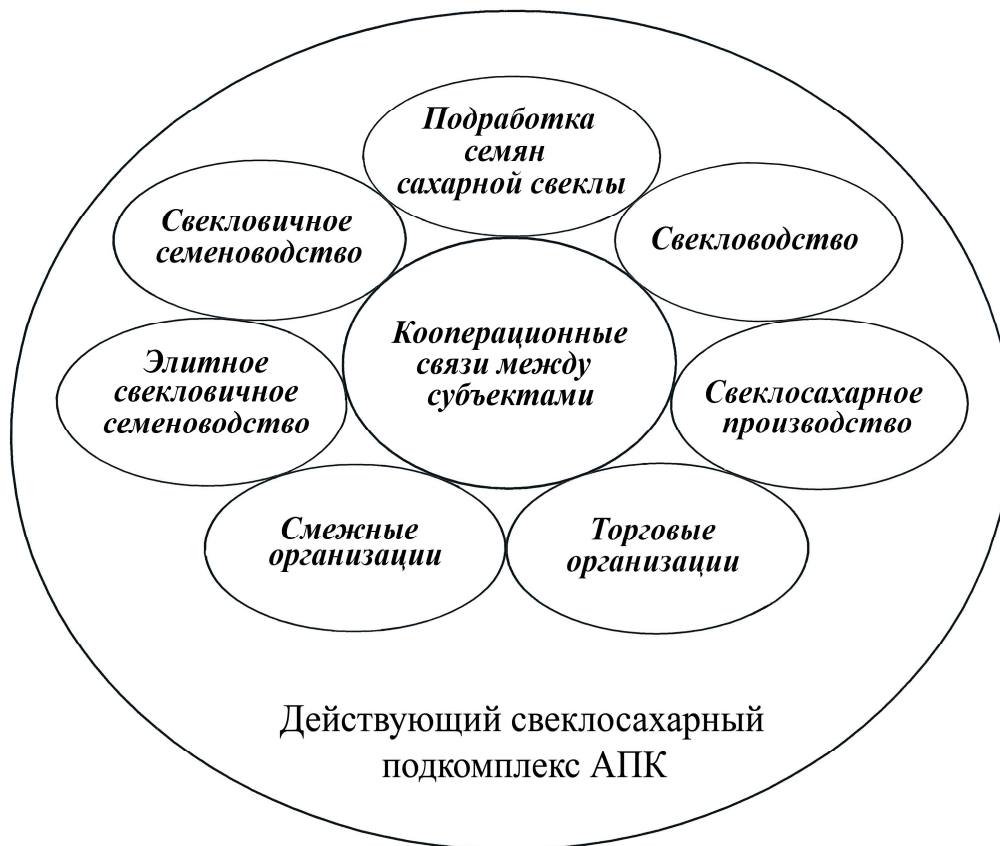 Подработка
семян
сахарной свеклы
Свекловичное
семеноводство
Свекловодство
Кооперационные
связи между
субъектами
Элитное
свекловичное
семеноводство
Свеклосахарное
производство
Смежные
организации
Торговые
организации
Действующий свеклосахарный
подкомплекс АПК